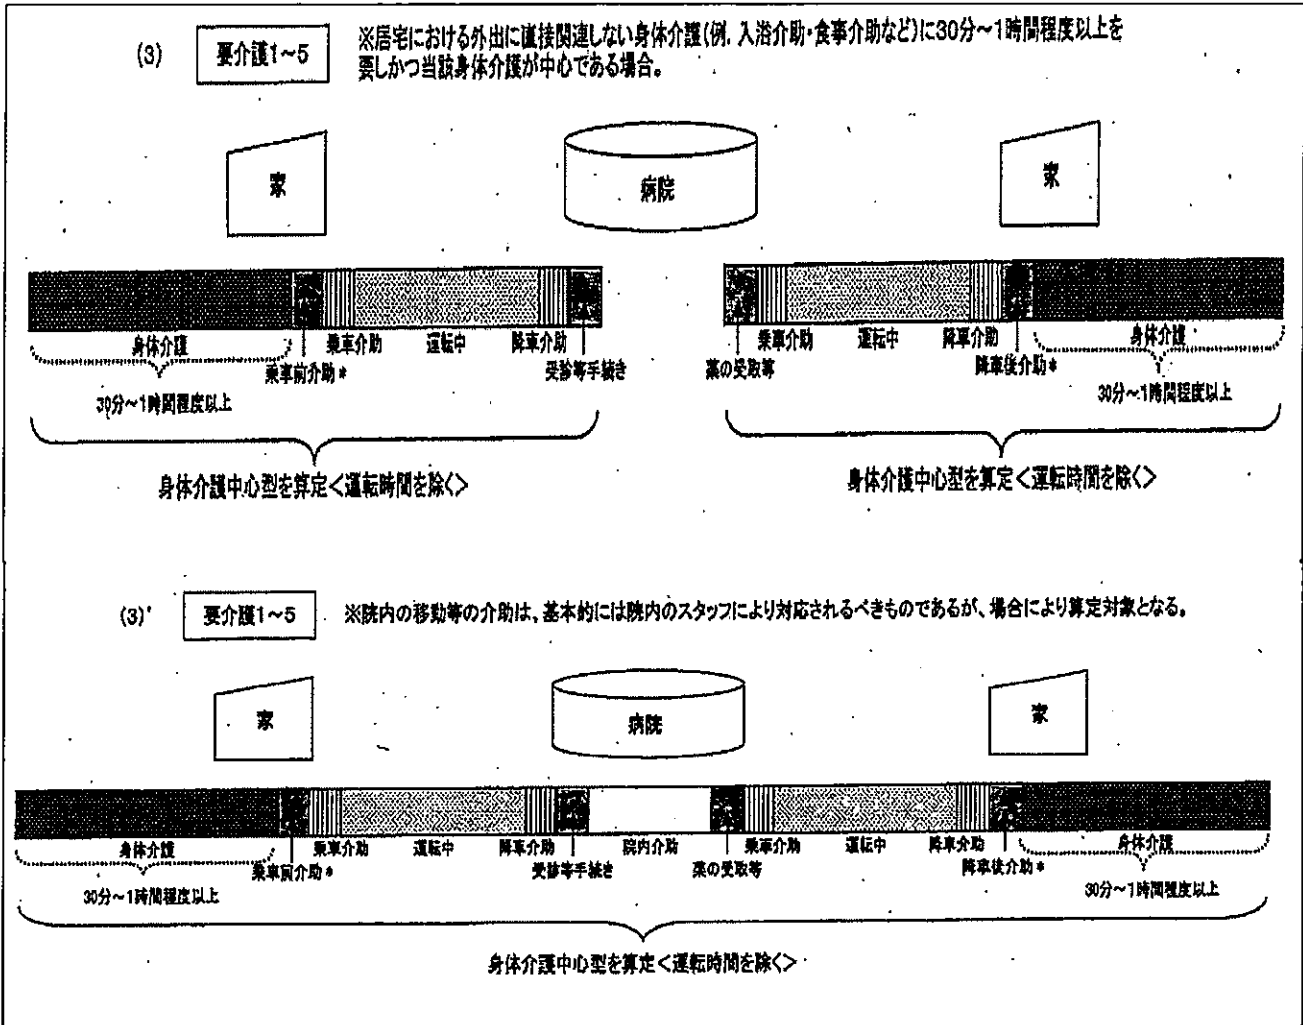 (3) 要介護1～5 ※居宅における外出に直接関連しない身体介護(例．入浴介助・食事介助など)に30分～1時間程度以上を
要しかつ当該身体介護が中心である場合。
家 病院 家
身体介護 乗車介助 運転中 降車介助 乗車介助 運転中 降車介助 身体介護
乗車前介助* 受診等手続き 薬の受取等 降車後介助*
30分～1時間程度以上 30分～1時間程度以上
身体介護中心型を算定<運転時間を除く> 身体介護中心型を算定<運転時間を除く>
(3)' 要介護1～5 ※院内の移動等の介助は、基本的には院内のスタッフにより対応されるべきものであるが、場合により算定対象となる。
家 病院 家
身体介護 乗車介助 運転中 降車介助 院内介助 乗車介助 運転中 降車介助 身体介護
乗車前介助* 受診等手続き 薬の受取等 降車後介助*
30分～1時間程度以上 30分～1時間程度以上
身体介護中心型を算定<運転時間を除く>